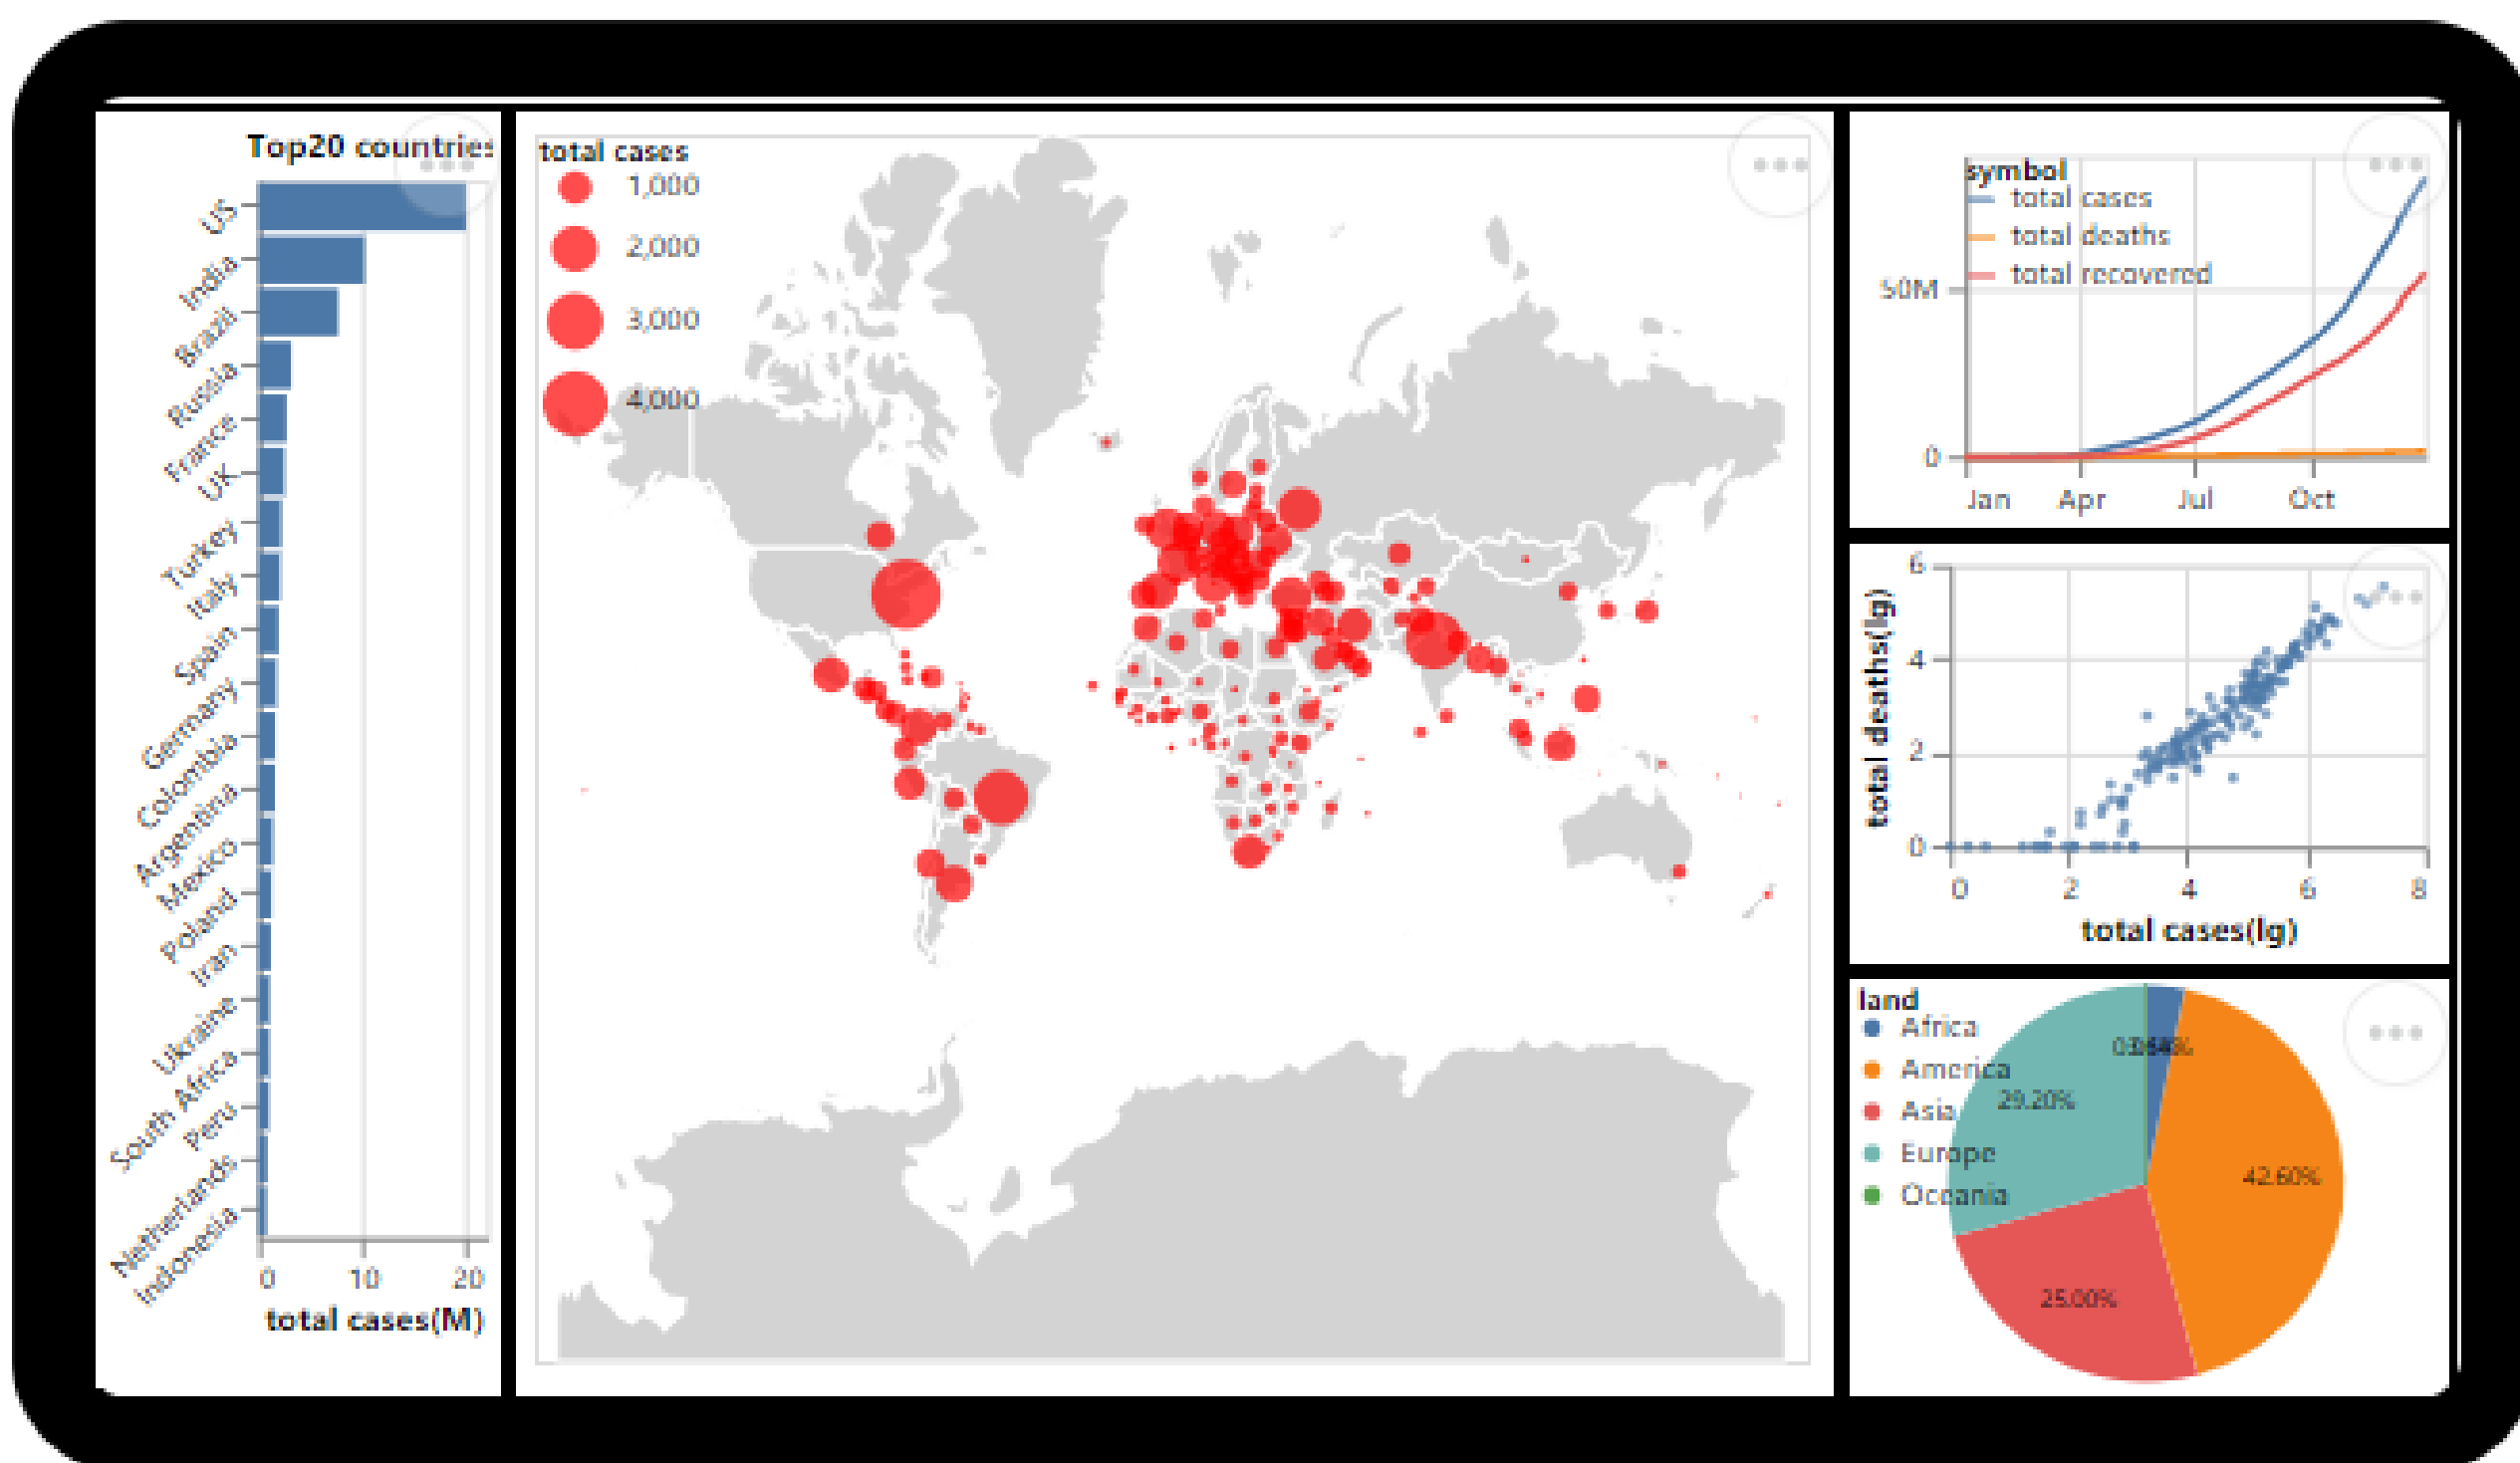 Top20 countries
US
India
Brazil
Russia
France
UK
Turkey
Italy
Spain
Germany
Colombia
Argentina
Mexico
Poland
Iran
Ukraine
South Africa
Peru
Netherlands
Indonesia
0 10 20
total cases(M)
total cases
1,000
2,000
3,000
4,000
symbol
total cases
total deaths
total recovered
50M
0
Jan Apr Jul Oct
total deaths(lg)
6
4
2
0
0 2 4 6 8
total cases(lg)
land
Africa
America
Asia
Europe
Oceania
29.20%
42.60%
25.00%